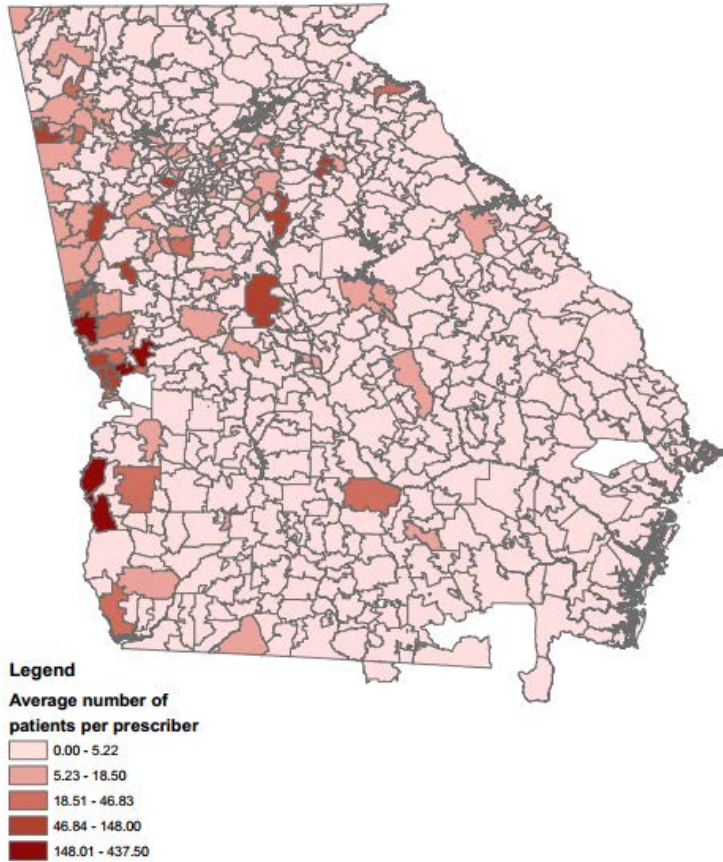 Legend
Average number of
patients per prescriber
0.00 - 5.22
5.23 - 18.50
18.51 - 46.83
46.84 - 148.00
148.01 - 437.50